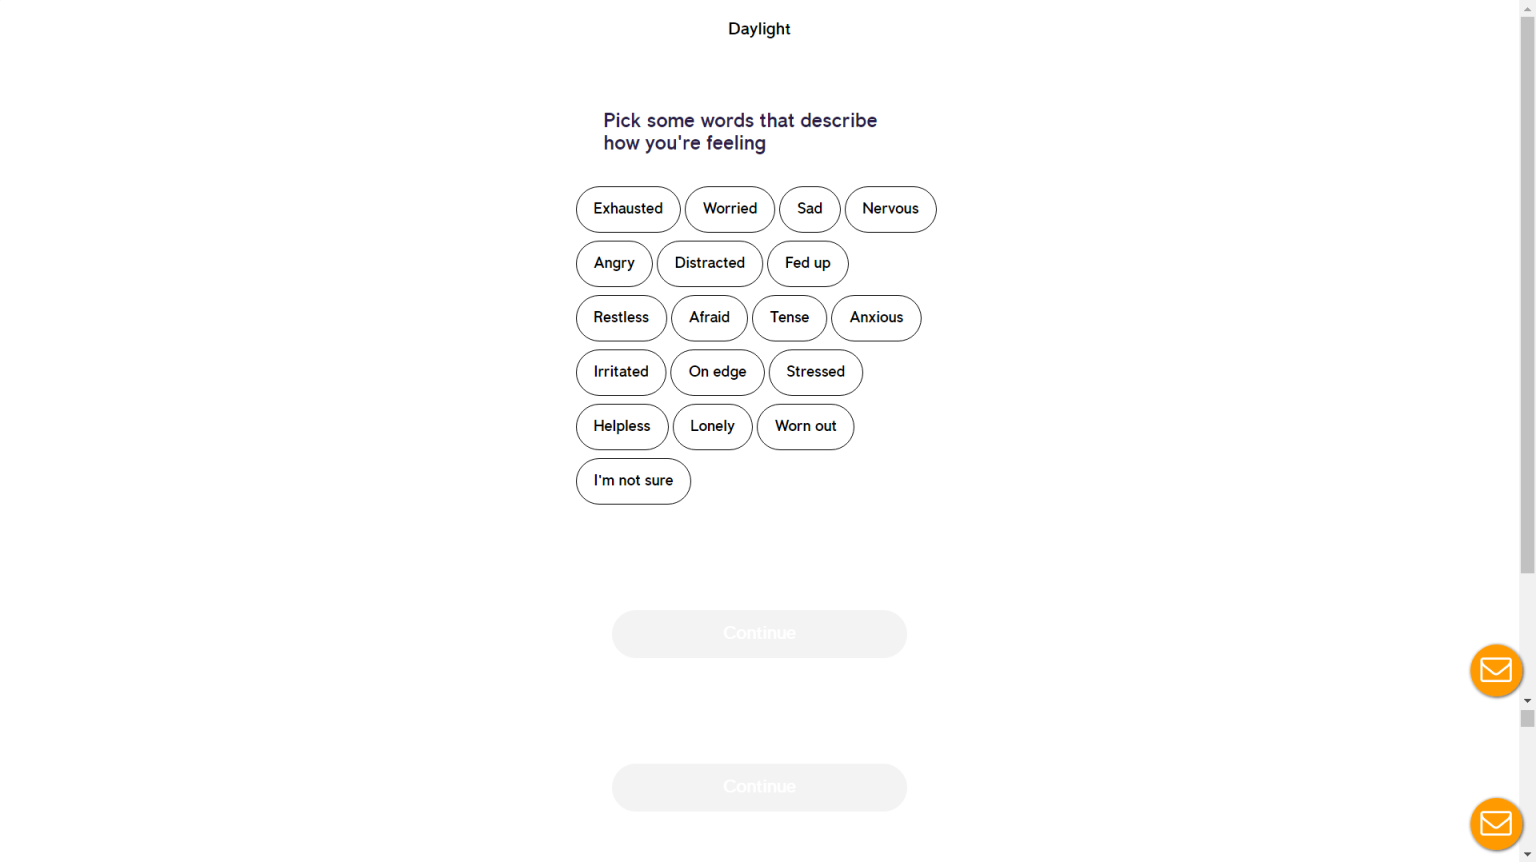 Daylight
Pick some words that describe
how you're feeling
Exhausted Worried Sad Nervous
Angry Distracted Fed up
Restless Afraid Tense Anxious
Irritated On edge Stressed
Helpless Lonely Worn out
I'm not sure
Continue
Continue